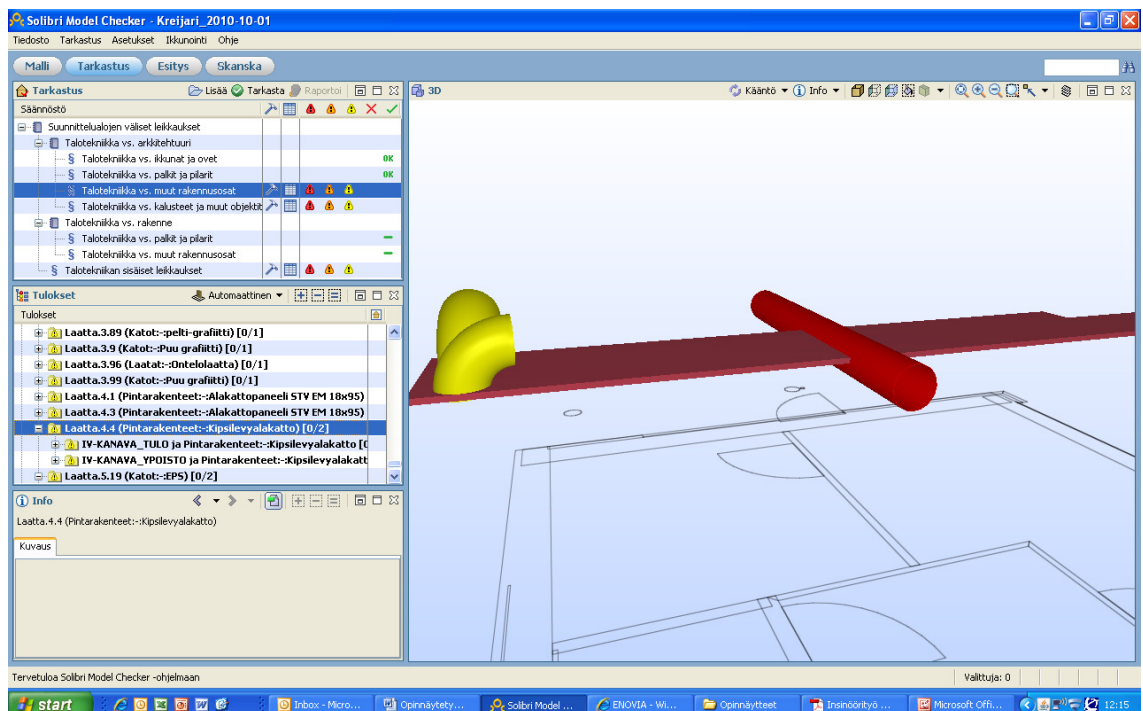 Solibri Model Checker - Kreijari_2010-10-01
Tiedosto Tarkastus Asetukset Ikkunointi Ohje
Malli Tarkastus Esitys Skanska
Tarkastus Lisää Tarkasta Raportoi
Säännöstö
Suunnittelualojen väliset leikkaukset
Talotekniikka vs. arkkitehtuuri
§ Talotekniikka vs. ikkunat ja ovet OK
§ Talotekniikka vs. palkit ja pilarit OK
§ Talotekniikka vs. muut rakennusosat
§ Talotekniikka vs. kalusteet ja muut objektit
Talotekniikka vs. rakenne
§ Talotekniikka vs. palkit ja pilarit
§ Talotekniikka vs. muut rakennusosat
§ Talotekniikan sisäiset leikkaukset
Tulokset Automaattinen
Tulokset
Laatta.3.89 (Katot:-:pelti-grafiitti) [0/1]
Laatta.3.9 (Katot:-:Puu grafiitti) [0/1]
Laatta.3.96 (Laatat:-:Ontelolaatta) [0/1]
Laatta.3.99 (Katot:-:Puu grafiitti) [0/1]
Laatta.4.1 (Pintarakenteet:-:Alakattopaneeli STV EM 18x95)
Laatta.4.3 (Pintarakenteet:-:Alakattopaneeli STV EM 18x95)
Laatta.4.4 (Pintarakenteet:-:Kipsilevyalakatto) [0/2]
IV-KANAVA_TULO ja Pintarakenteet:-:Kipsilevyalakatto [0
IV-KANAVA_YPOISTO ja Pintarakenteet:-:Kipsilevyalakatt
Laatta.5.19 (Katot:-:EPS) [0/2]
Info
Laatta.4.4 (Pintarakenteet:-:Kipsilevyalakatto)
Kuvaus
3D Kääntö Info
Tervetuloa Solibri Model Checker -ohjelmaan Valittuja: 0
start Inbox - Micro... Opinnäytety... Solibri Model ... ENOVIA - Wi... Opinnäytteet Insinöörityö ... Microsoft Offi... 12:15